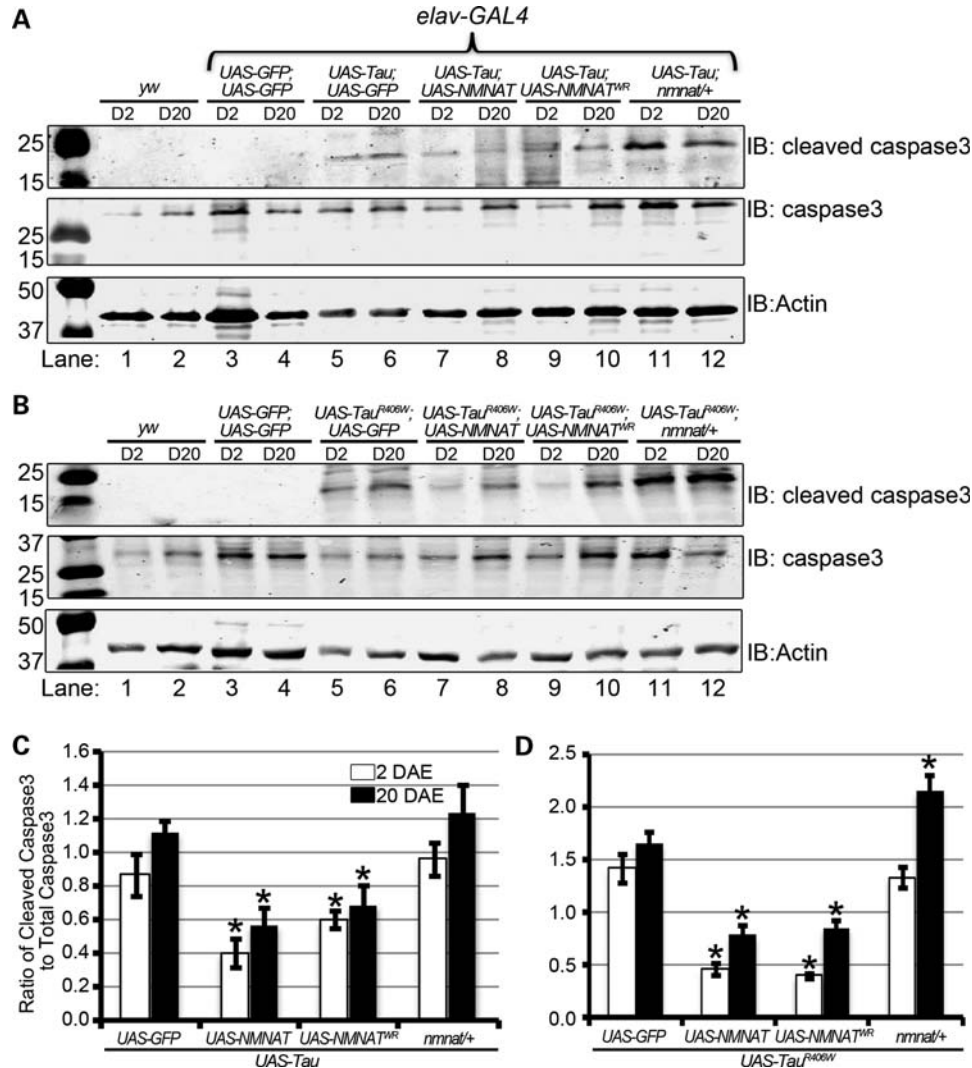 A
elav-GAL4
yw
UAS-GFP; UAS-GFP
UAS-Tau; UAS-GFP
UAS-Tau; UAS-NMNAT
UAS-Tau; UAS-NMNAT^WR
UAS-Tau; nmnat/+
D2 D20 D2 D20 D2 D20 D2 D20 D2 D20 D2 D20
25
15
IB: cleaved caspase3
25
15
IB: caspase3
50
37
IB:Actin
Lane: 1 2 3 4 5 6 7 8 9 10 11 12
B
yw
UAS-GFP; UAS-GFP
UAS-Tau^R406W; UAS-GFP
UAS-Tau^R406W; UAS-NMNAT
UAS-Tau^R406W; UAS-NMNAT^WR
UAS-Tau^R406W; nmnat/+
D2 D20 D2 D20 D2 D20 D2 D20 D2 D20 D2 D20
25
15
IB: cleaved caspase3
37
25
15
IB: caspase3
50
37
IB:Actin
Lane: 1 2 3 4 5 6 7 8 9 10 11 12
C
Ratio of Cleaved Caspase3
to Total Caspase3
1.6
1.4
1.2
1.0
0.8
0.6
0.4
0.2
0.0
2 DAE
20 DAE
* * * *
UAS-GFP UAS-NMNAT UAS-NMNAT^WR nmnat/+
UAS-Tau
D
2.5
2.0
1.5
1.0
0.5
0.0
* * * * *
UAS-GFP UAS-NMNAT UAS-NMNAT^WR nmnat/+
UAS-Tau^R406W